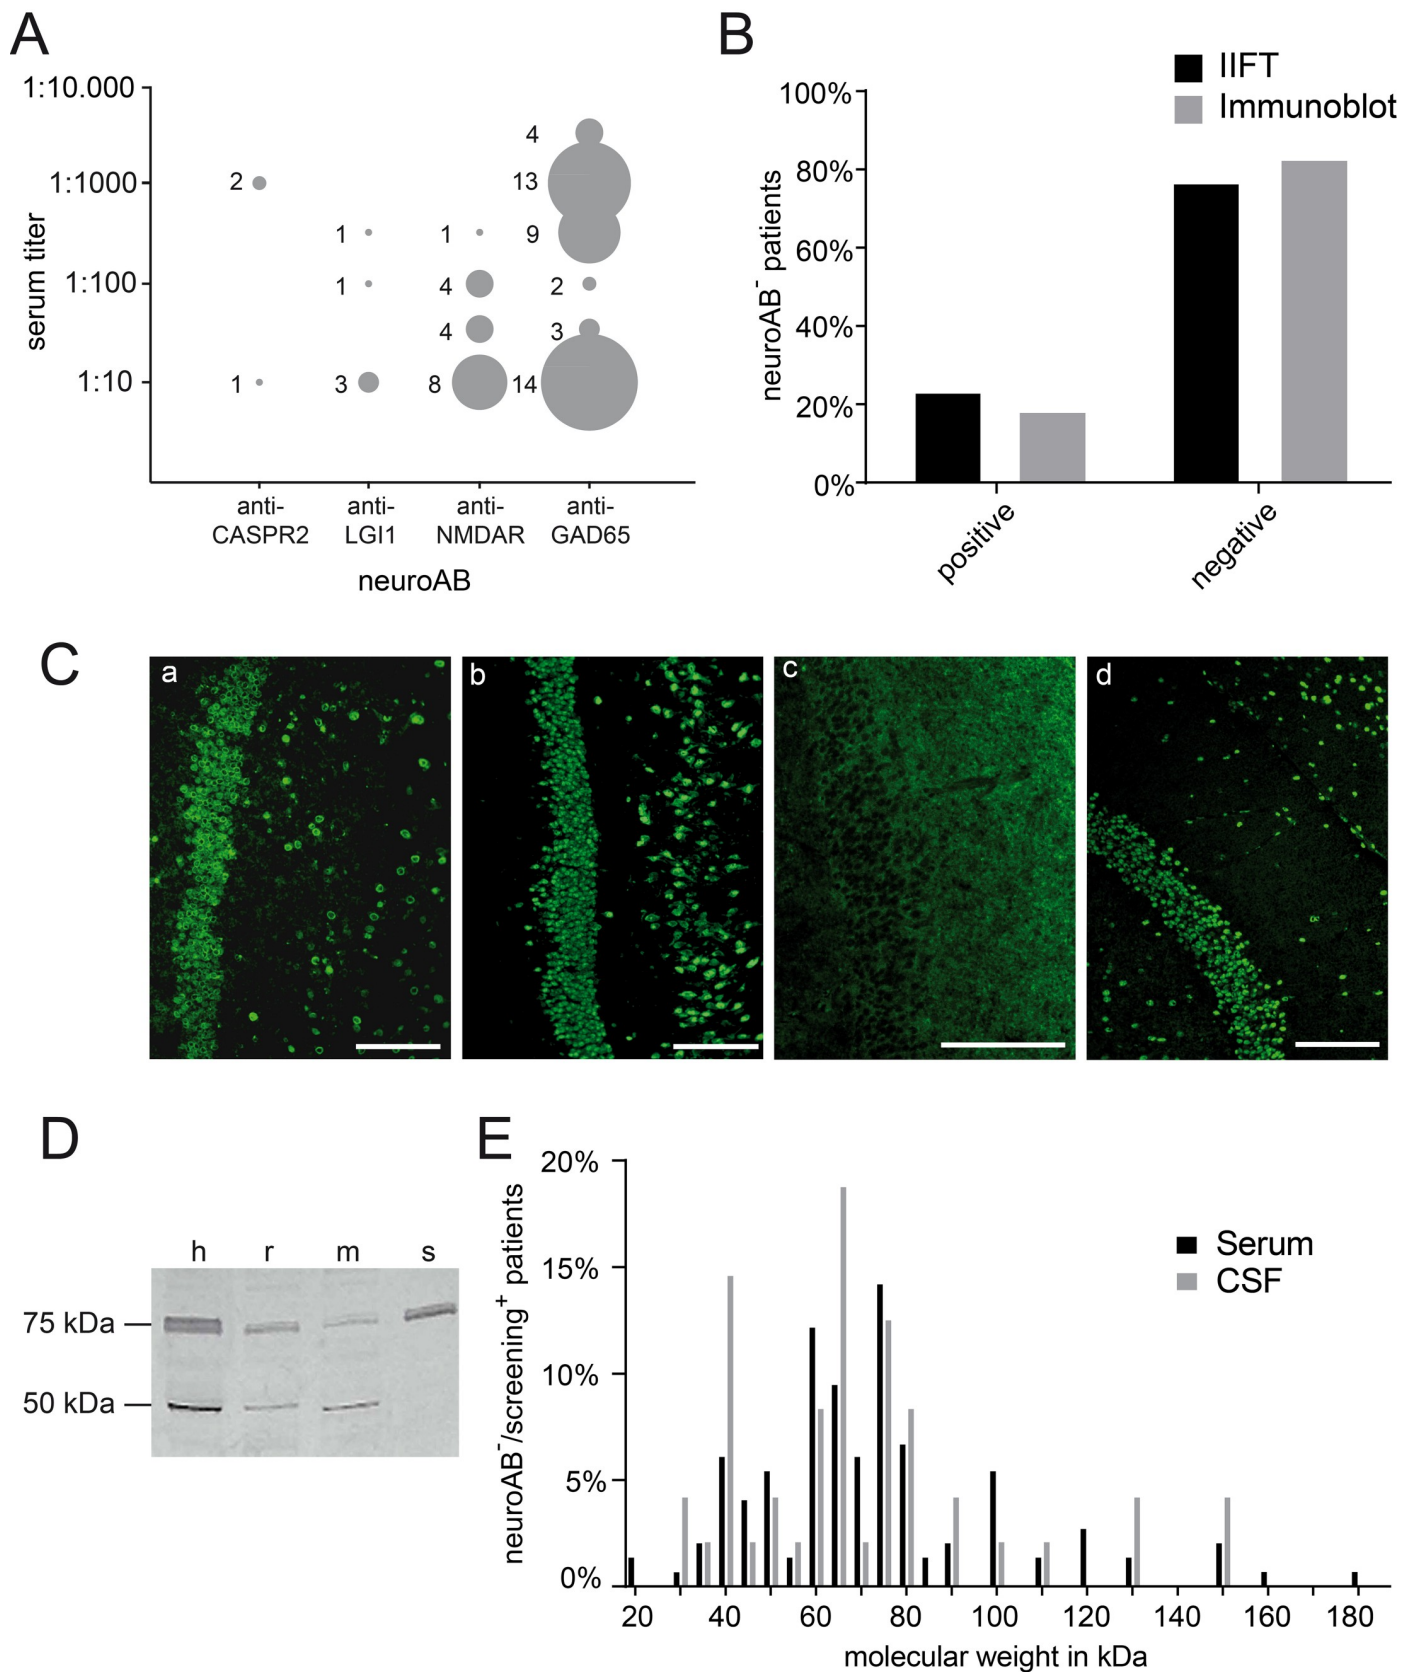 A
1:10.000
1:1000
1:100
1:10
serum titer
4
2
13
1
1
9
1
4
2
4
3
1
3
8
14
anti-
CASPR2
anti-
LGI1
anti-
NMDAR
anti-
GAD65
neuroAB
B
IIFT
Immunoblot
100%
80%
60%
40%
20%
0%
neuroAB⁻ patients
positive
negative
C
a
b
c
d
D
h r m s
75 kDa
50 kDa
E
20%
15%
10%
5%
0%
neuroAB⁻/screening⁺ patients
Serum
CSF
20 40 60 80 100 120 140 160 180
molecular weight in kDa